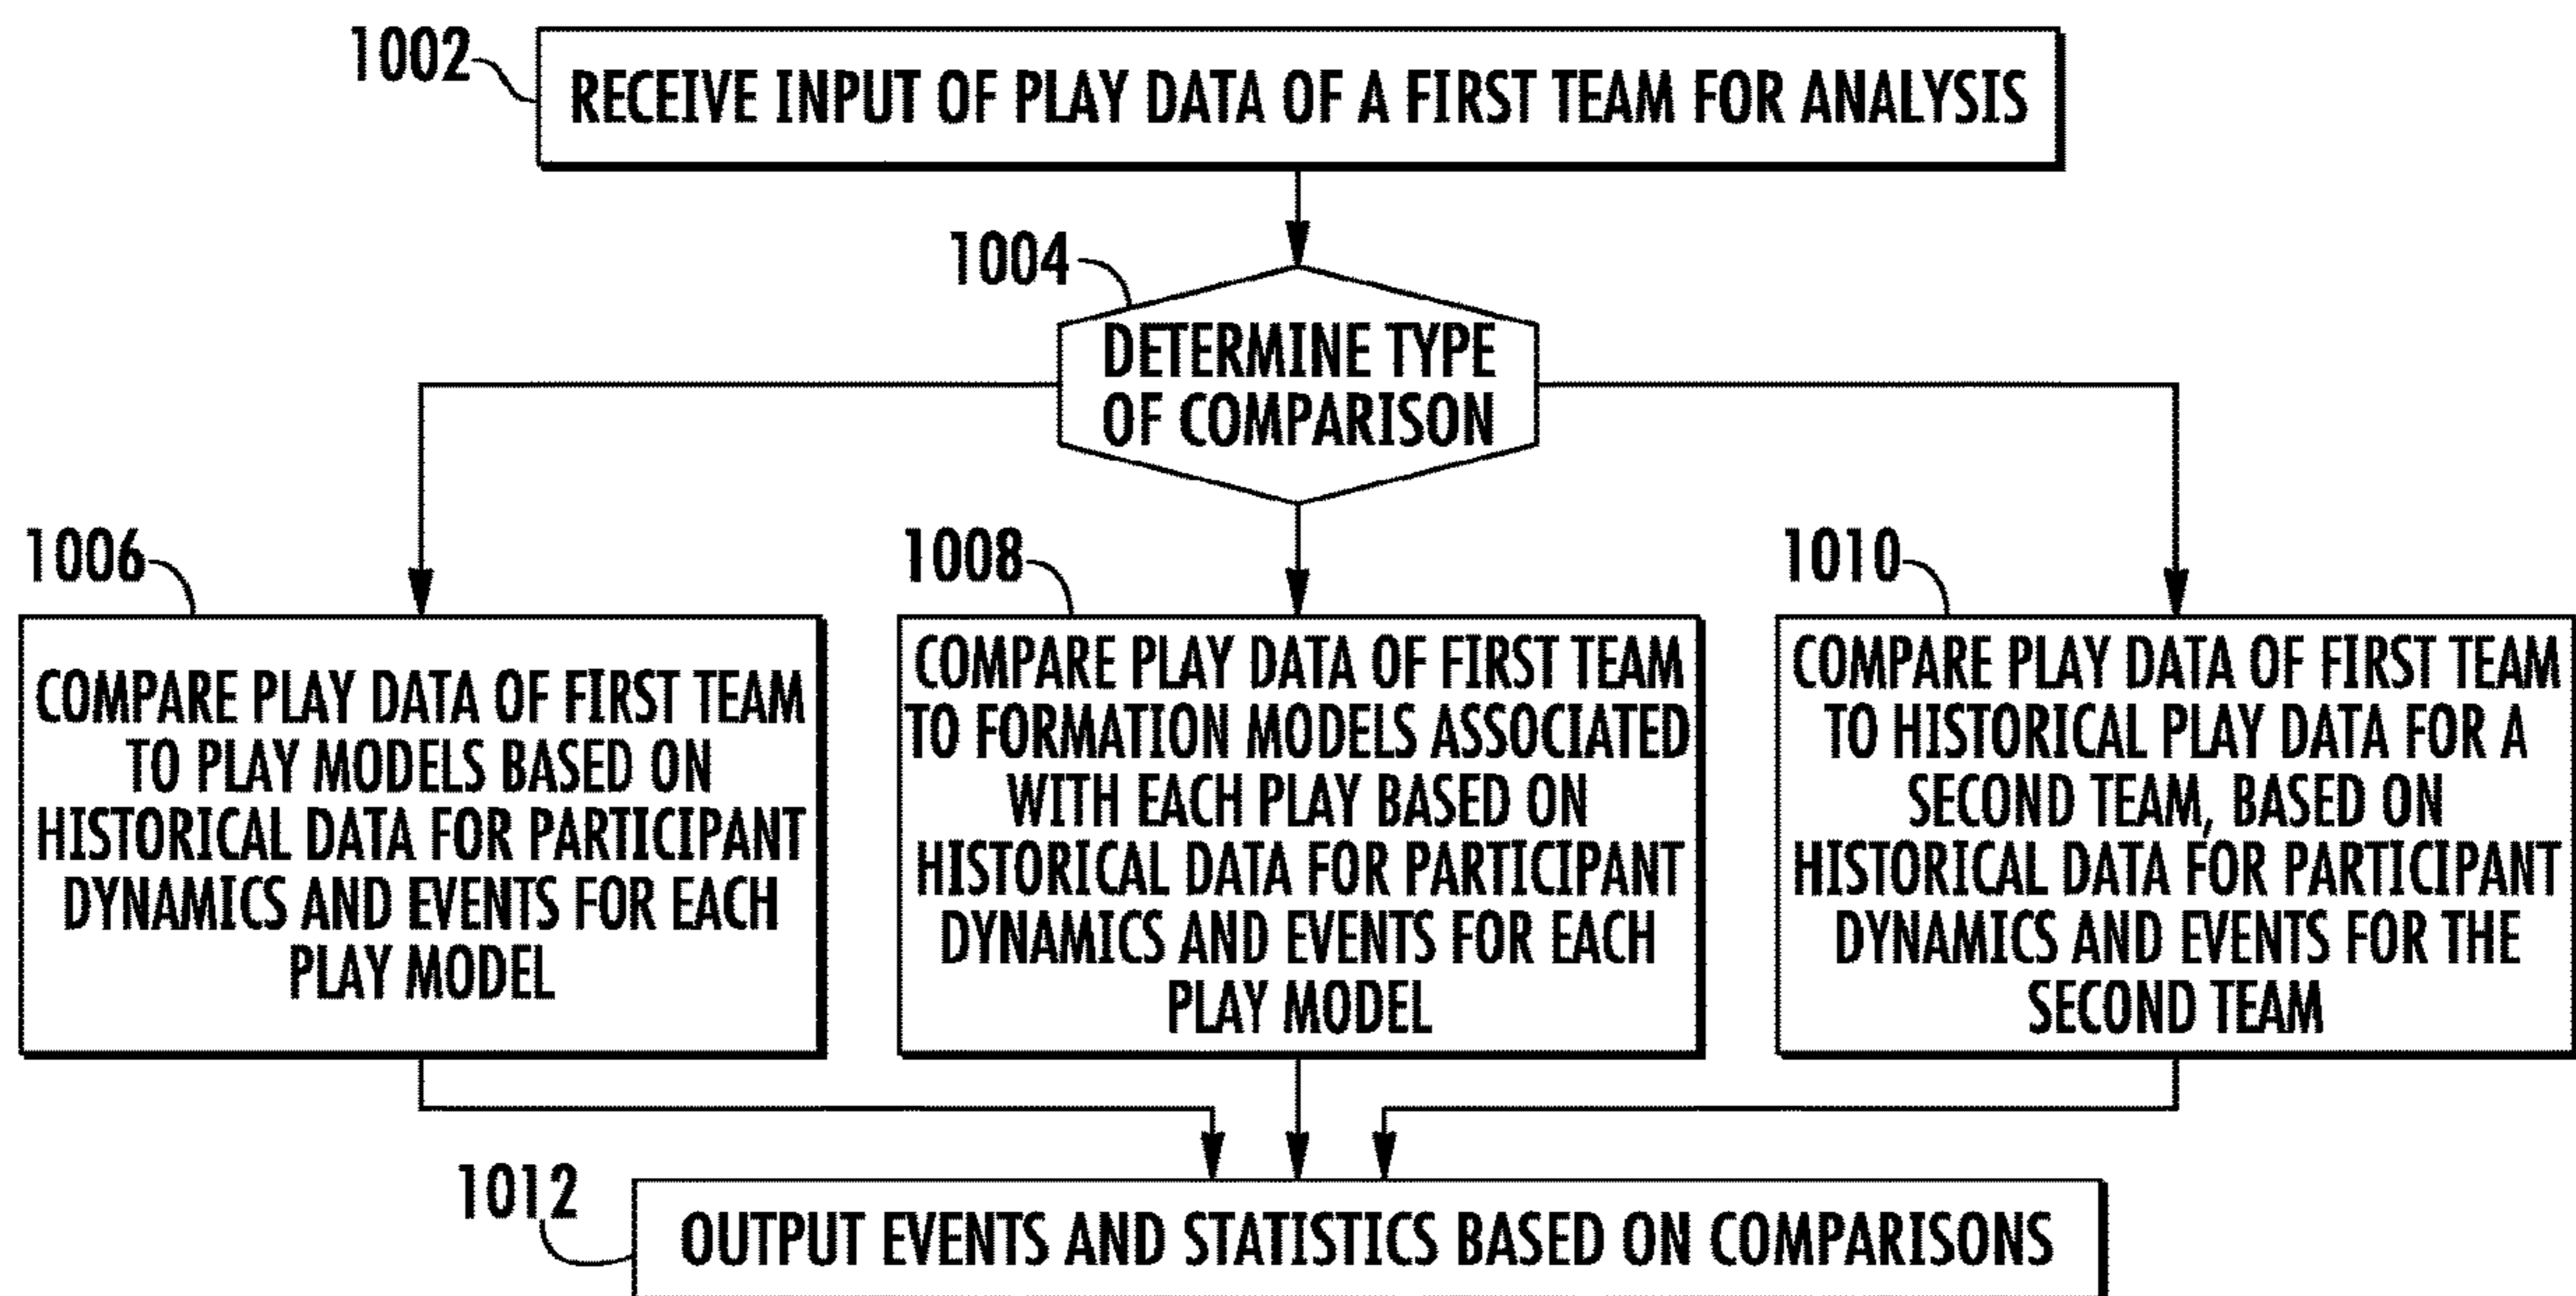 1002
RECEIVE INPUT OF PLAY DATA OF A FIRST TEAM FOR ANALYSIS
1004
DETERMINE TYPE
OF COMPARISON
1006
COMPARE PLAY DATA OF FIRST TEAM
TO PLAY MODELS BASED ON
HISTORICAL DATA FOR PARTICIPANT
DYNAMICS AND EVENTS FOR EACH
PLAY MODEL
1008
COMPARE PLAY DATA OF FIRST TEAM
TO FORMATION MODELS ASSOCIATED
WITH EACH PLAY BASED ON
HISTORICAL DATA FOR PARTICIPANT
DYNAMICS AND EVENTS FOR EACH
PLAY MODEL
1010
COMPARE PLAY DATA OF FIRST TEAM
TO HISTORICAL PLAY DATA FOR A
SECOND TEAM, BASED ON
HISTORICAL DATA FOR PARTICIPANT
DYNAMICS AND EVENTS FOR THE
SECOND TEAM
1012
OUTPUT EVENTS AND STATISTICS BASED ON COMPARISONS